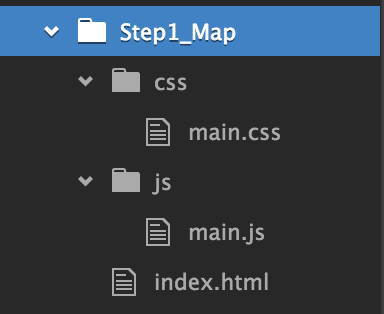 Step1_Map
css
main.css
js
main.js
index.html